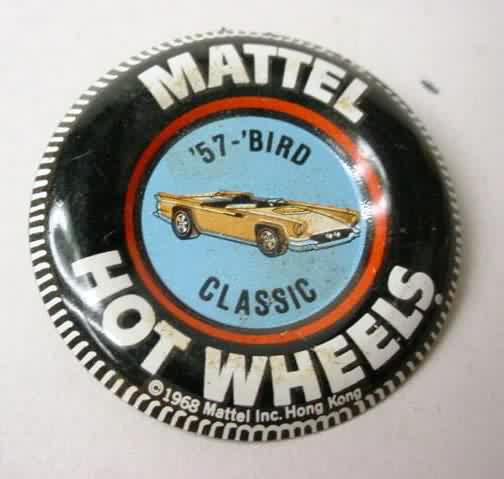 MATTEL
'57-'BIRD
CLASSIC
HOT WHEELS
©1968 Mattel Inc. Hong Kong